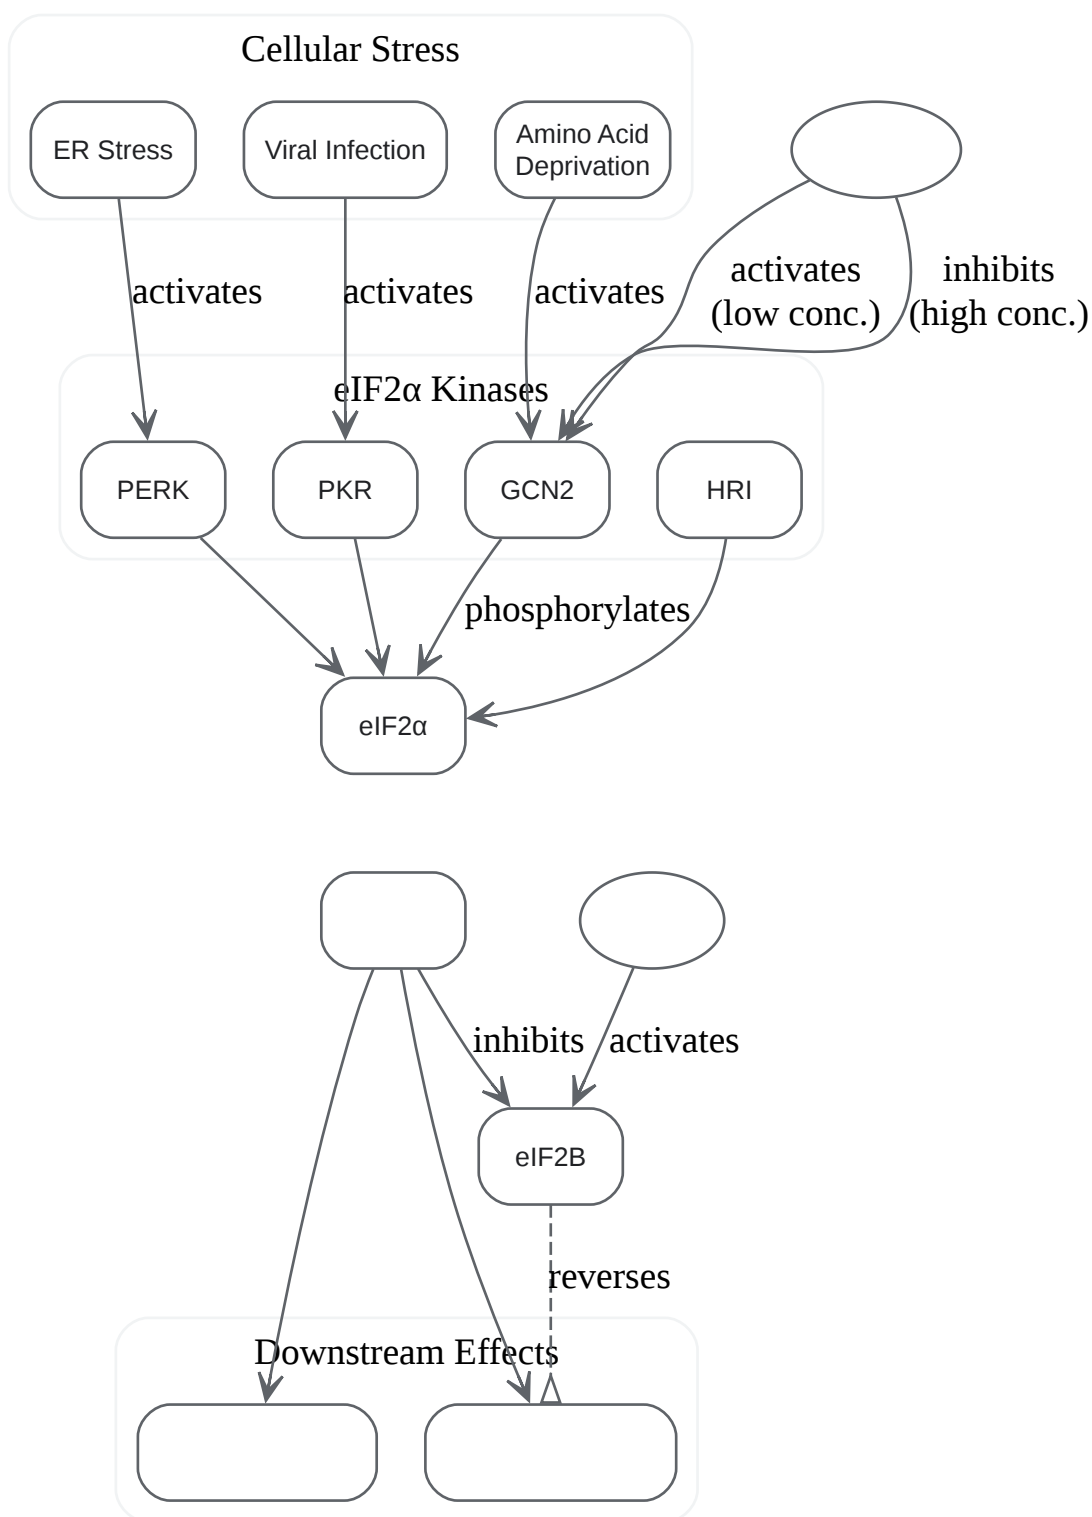 Cellular Stress
ER Stress
Viral Infection
Amino Acid
Deprivation
activates
activates
activates
activates
(low conc.)
inhibits
(high conc.)
eIF2α Kinases
PERK
PKR
GCN2
HRI
phosphorylates
eIF2α
inhibits
activates
eIF2B
reverses
Downstream Effects